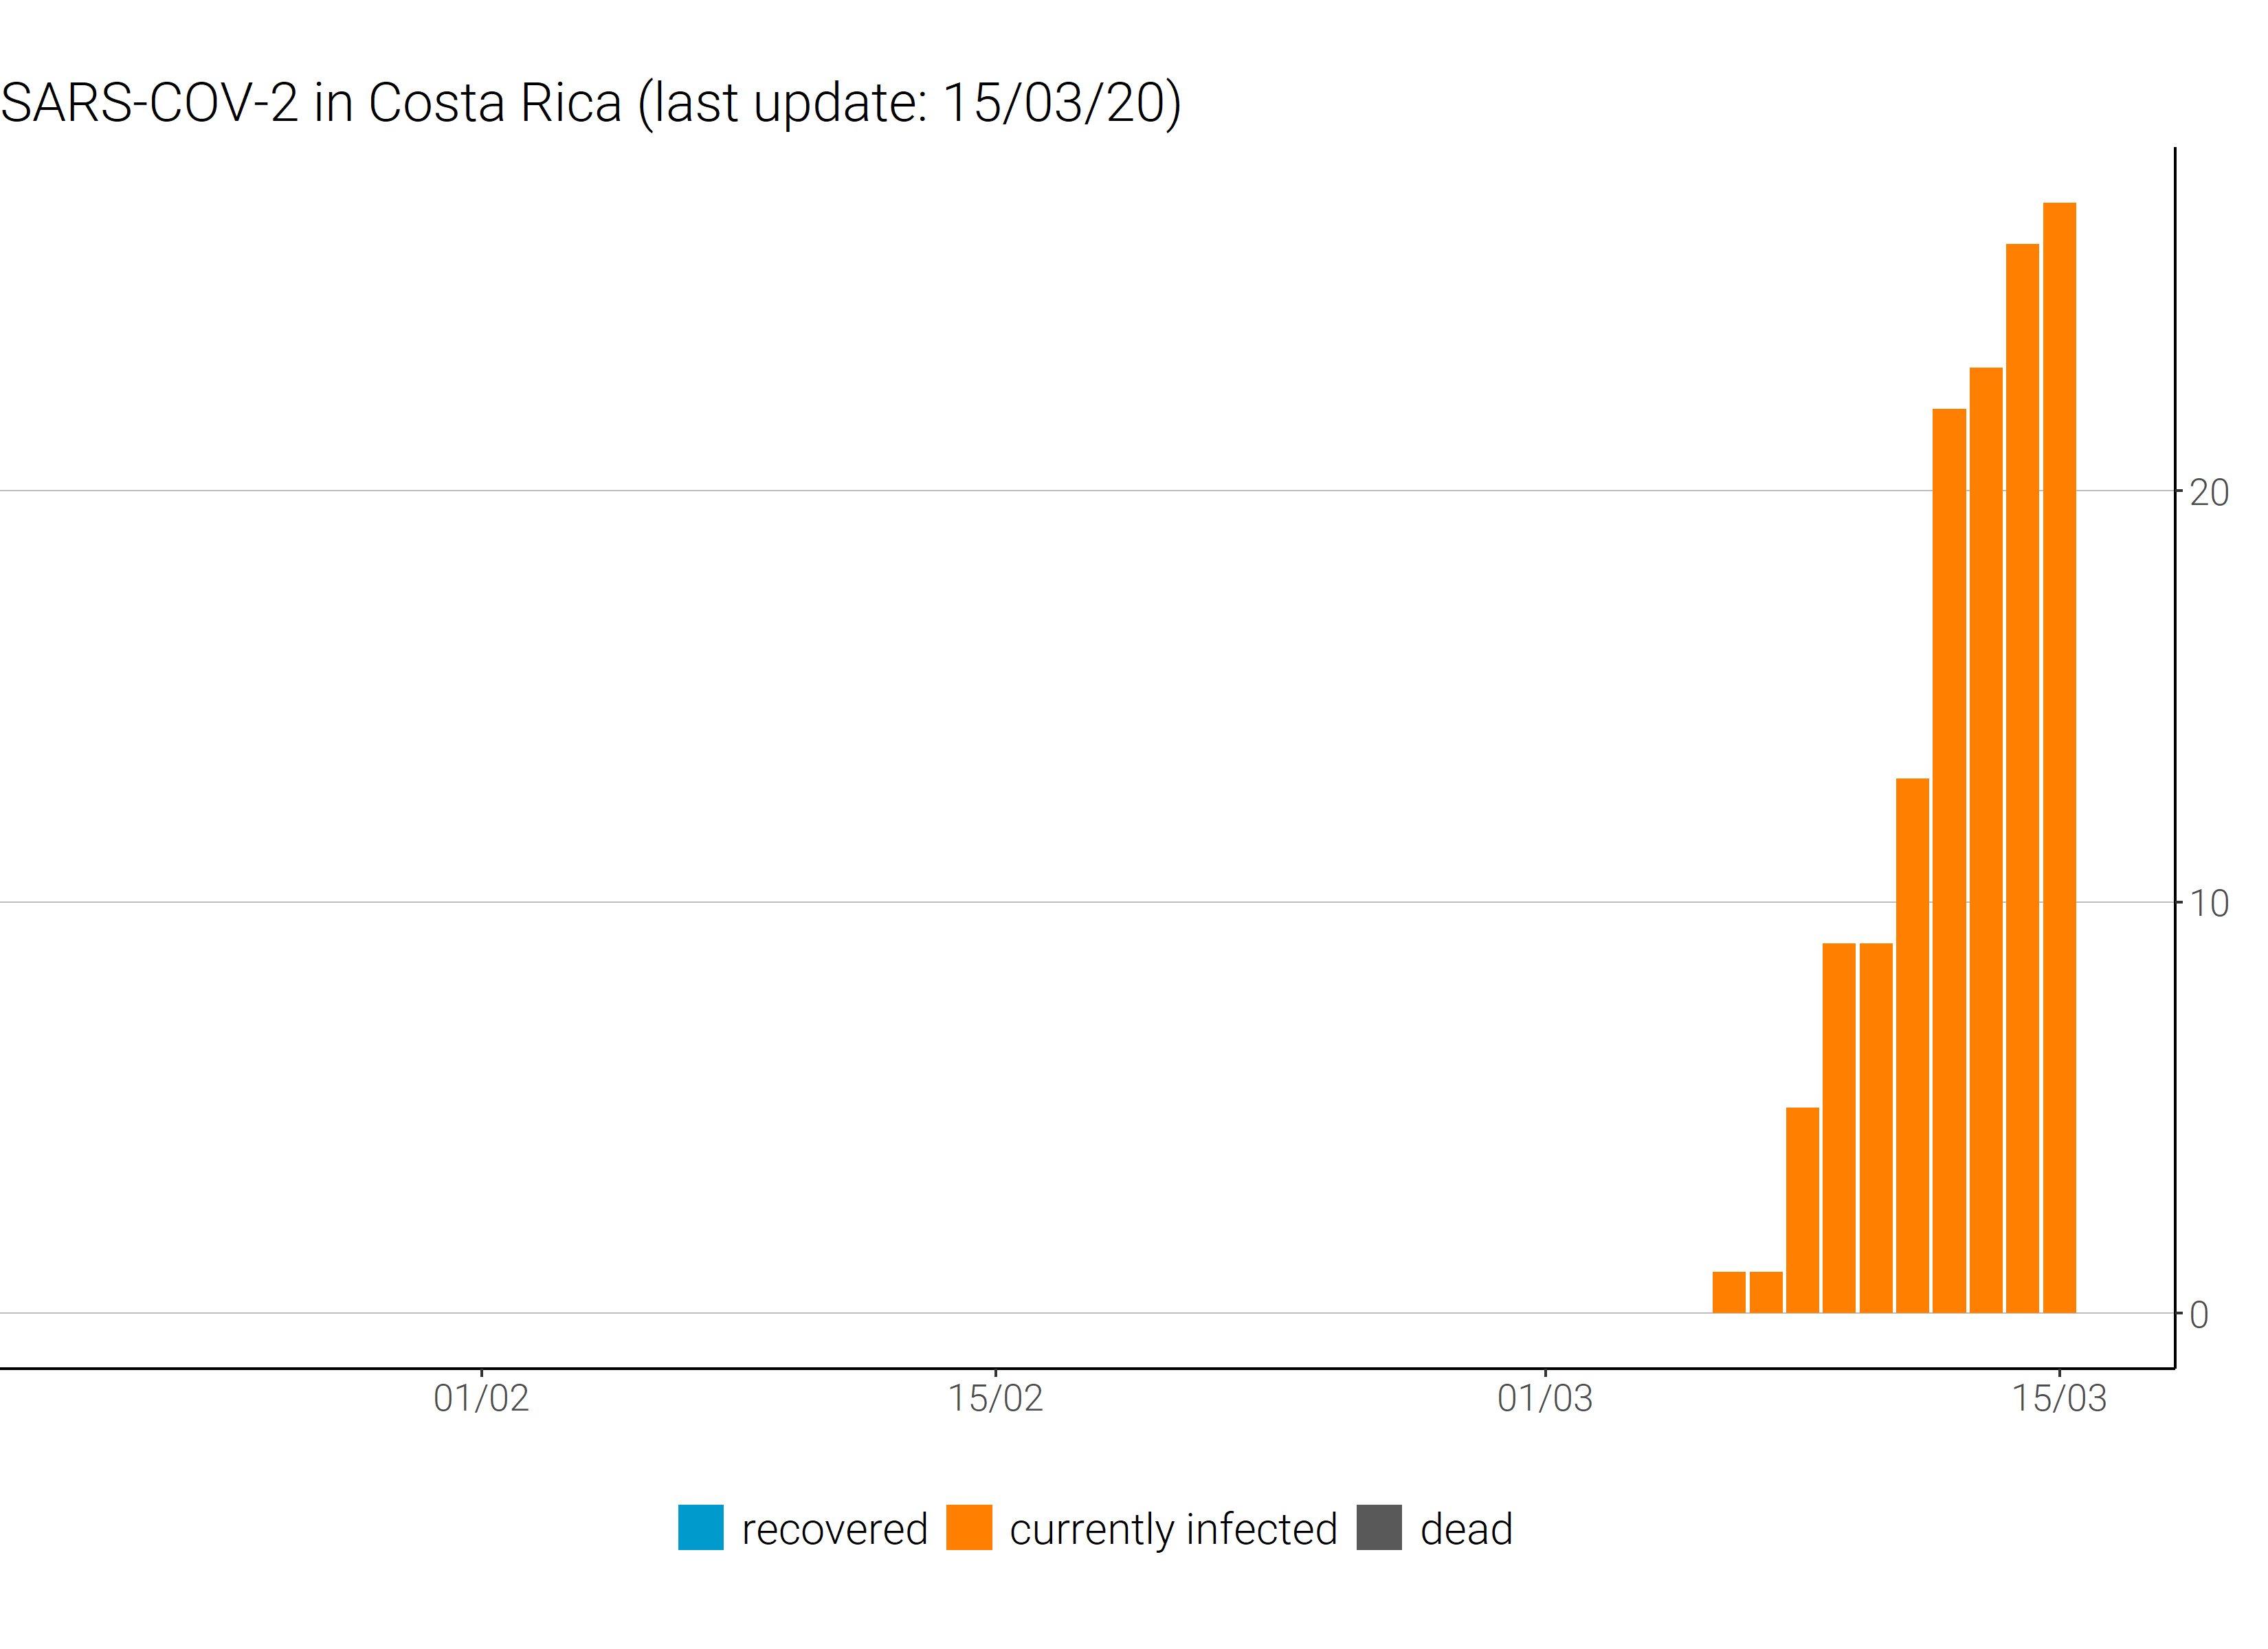 SARS-COV-2 in Costa Rica (last update: 15/03/20)
20
10
0
01/02 15/02 01/03 15/03
recovered currently infected dead